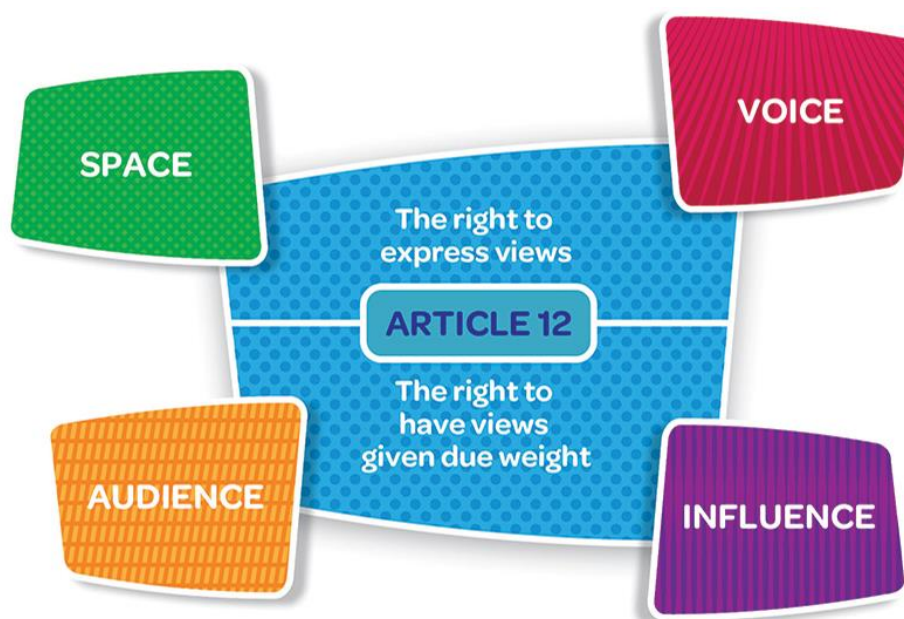 SPACE
VOICE
The right to
express views
ARTICLE 12
The right to
have views
given due weight
AUDIENCE
INFLUENCE